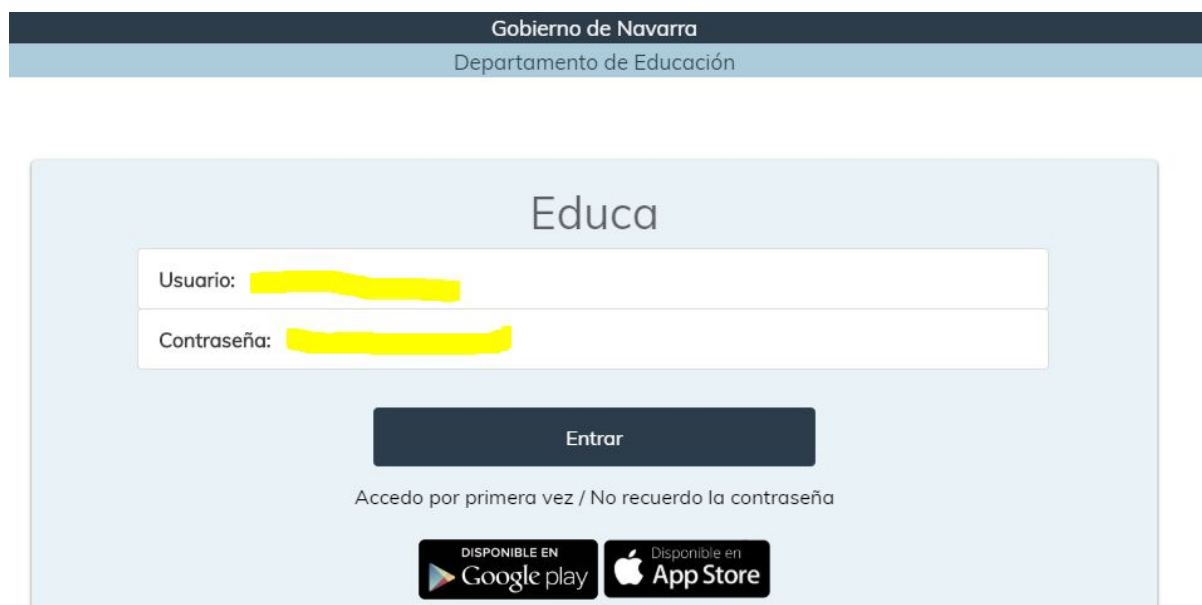 Gobierno de Navarra
Departamento de Educación
Educa
Usuario:
Contraseña:
Entrar
Accedo por primera vez / No recuerdo la contraseña
DISPONIBLE EN
Google play
Disponible en
App Store